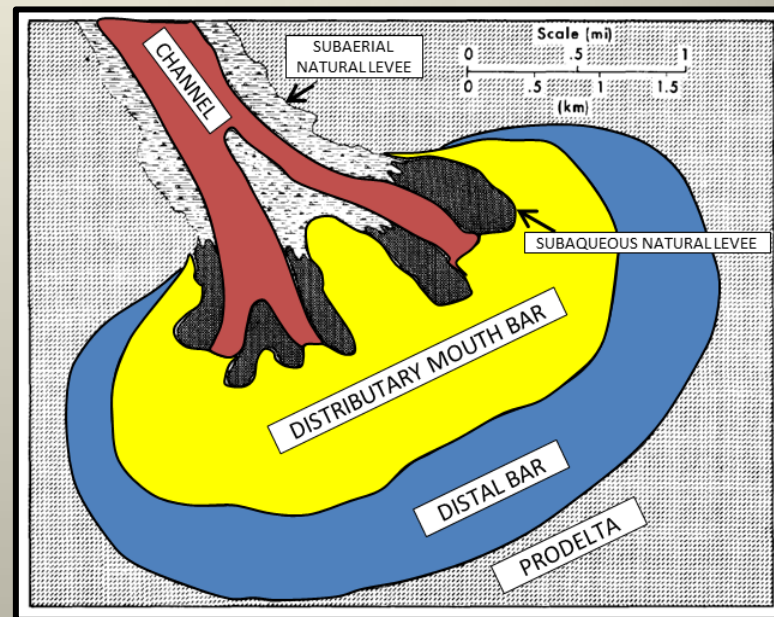 Scale (mi)
0 .5 1
0 .5 1 1.5
(km)
CHANNEL
SUBAERIAL
NATURAL LEVEE
SUBAQUEOUS NATURAL LEVEE
DISTRIBUTARY MOUTH BAR
DISTAL BAR
PRODELTA